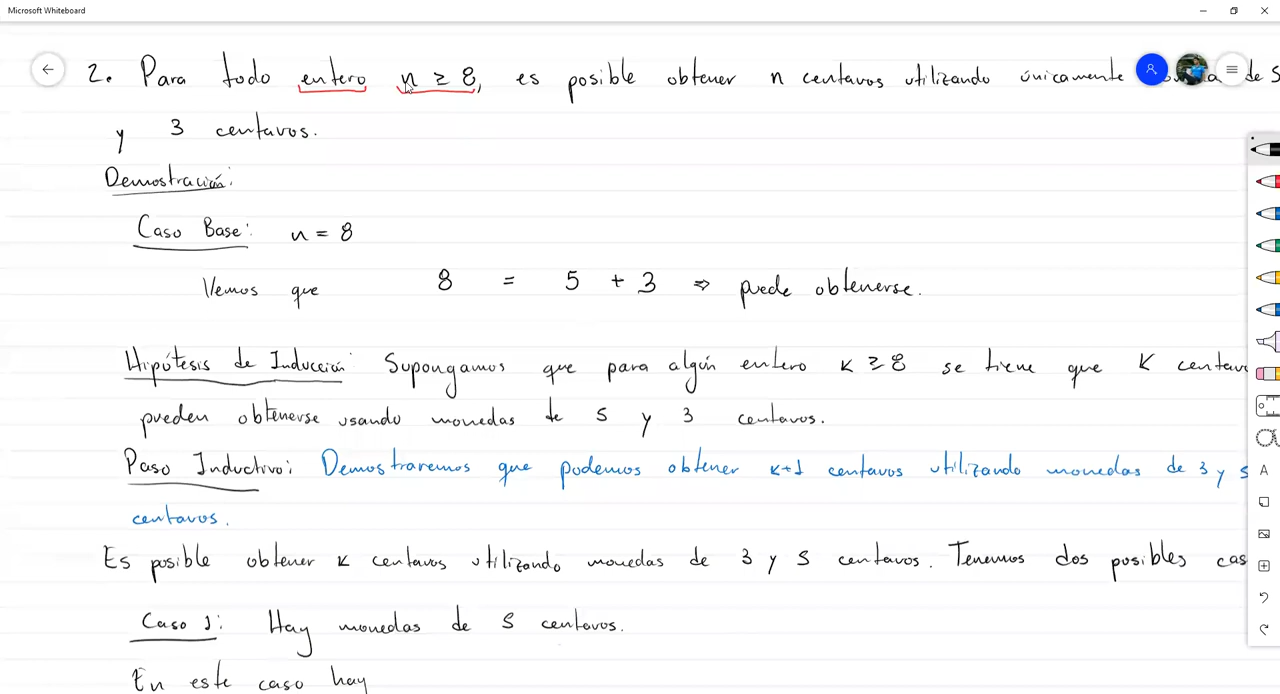 Microsoft Whiteboard
2. Para todo entero n ≥ 8, es posible obtener n centavos utilizando únicamente de 5
y 3 centavos.
Demostración:
Caso Base: n = 8
Vemos que 8 = 5 + 3 ⇒ puede obtenerse.
Hipótesis de Inducción: Supongamos que para algún entero K ≥ 8 se tiene que K centavo
pueden obtenerse usando monedas de 5 y 3 centavos.
Paso Inductivo: Demostraremos que podemos obtener K+1 centavos utilizando monedas de 3 y 5
centavos.
Es posible obtener K centavos utilizando monedas de 3 y 5 centavos. Tenemos dos posibles cas
Caso 1: Hay monedas de 5 centavos.
En este caso hay
A